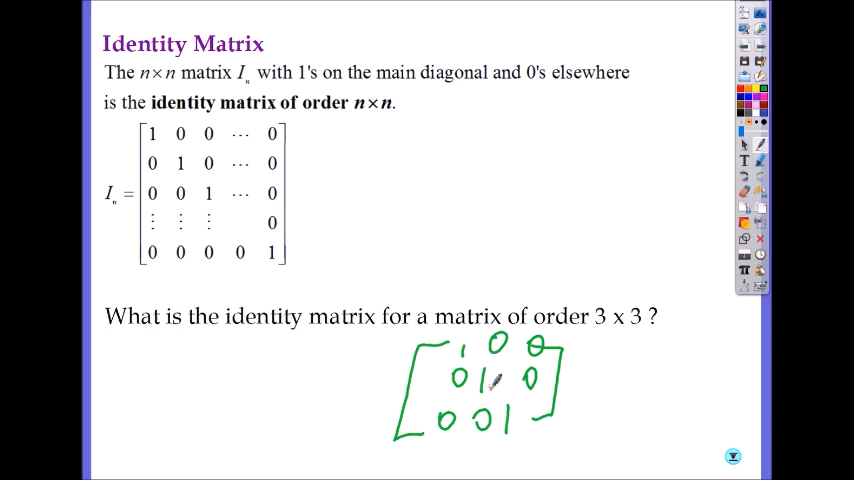 Identity Matrix
The n×n matrix Iₙ with 1's on the main diagonal and 0's elsewhere
is the identity matrix of order n×n.
1 0 0 ⋯ 0
0 1 0 ⋯ 0
Iₙ = 0 0 1 ⋯ 0
⋮ ⋮ ⋮ 0
0 0 0 0 1
What is the identity matrix for a matrix of order 3 x 3 ?
1 0 0
0 1 0
0 0 1